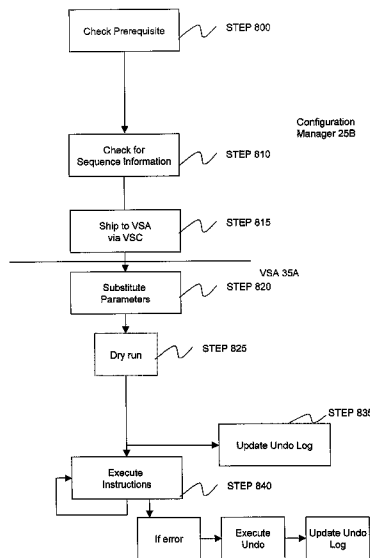 Check Prerequisite
STEP 800
Configuration
Manager 25B
Check for
Sequence Information
STEP 810
Ship to VSA
via VSC
STEP 815
VSA 35A
Substitute
Parameters
STEP 820
Dry run
STEP 825
STEP 835
Update Undo Log
Execute
Instructions
STEP 840
If error
Execute
Undo
Update Undo
Log